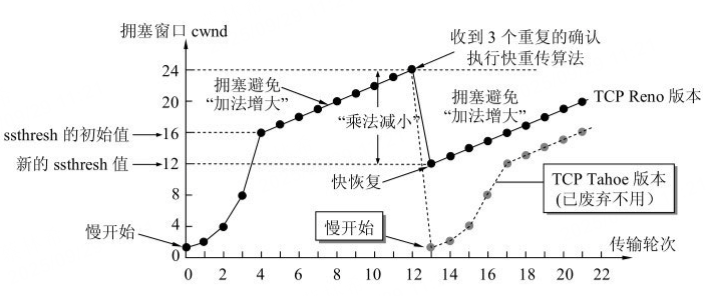 拥塞窗口 cwnd
收到 3 个重复的确认
执行快重传算法
24
拥塞避免
“加法增大”
20
“乘法减小”
拥塞避免
“加法增大”
TCP Reno 版本
ssthresh 的初始值
16
新的 ssthresh 值
12
快恢复
TCP Tahoe 版本
(已废弃不用)
8
4
慢开始
慢开始
传输轮次
0
0 2 4 6 8 10 12 14 16 18 20 22